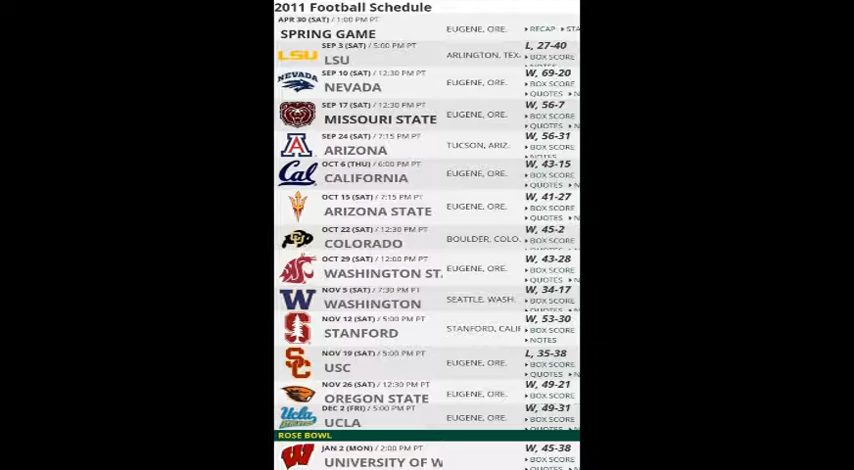 2011 Football Schedule
APR 30 (SAT) / 1:00 PM PT
SPRING GAME
EUGENE, ORE.
RECAP
SEP 3 (SAT) / 5:00 PM PT
LSU
LSU
ARLINGTON, TEX.
L, 27-40
BOX SCORE
NEVADA
SEP 10 (SAT) / 12:30 PM PT
NEVADA
EUGENE, ORE.
W, 69-20
BOX SCORE
QUOTES
SEP 17 (SAT) / 12:30 PM PT
MISSOURI STATE
EUGENE, ORE.
W, 56-7
BOX SCORE
QUOTES
A
SEP 24 (SAT) / 7:15 PM PT
ARIZONA
TUCSON, ARIZ.
W, 56-31
BOX SCORE
NOTES
Cal
OCT 6 (THU) / 6:00 PM PT
CALIFORNIA
EUGENE, ORE.
W, 43-15
BOX SCORE
QUOTES
OCT 15 (SAT) / 7:15 PM PT
ARIZONA STATE
EUGENE, ORE.
W, 41-27
BOX SCORE
QUOTES
CU
OCT 22 (SAT) / 12:30 PM PT
COLORADO
BOULDER, COLO.
W, 45-2
BOX SCORE
OCT 29 (SAT) / 12:00 PM PT
WASHINGTON ST.
EUGENE, ORE.
W, 43-28
BOX SCORE
QUOTES
W
NOV 5 (SAT) / 7:30 PM PT
WASHINGTON
SEATTLE, WASH.
W, 34-17
BOX SCORE
S
NOV 12 (SAT) / 5:00 PM PT
STANFORD
STANFORD, CALIF
W, 53-30
BOX SCORE
NOTES
SC
NOV 19 (SAT) / 5:00 PM PT
USC
EUGENE, ORE.
L, 35-38
BOX SCORE
QUOTES
NOV 26 (SAT) / 12:30 PM PT
OREGON STATE
EUGENE, ORE.
W, 49-21
BOX SCORE
QUOTES
Ucla
DEC 2 (FRI) / 5:00 PM PT
UCLA
EUGENE, ORE.
W, 49-31
BOX SCORE
ROSE BOWL
W
JAN 2 (MON) / 2:00 PM PT
UNIVERSITY OF W
W, 45-38
BOX SCORE
QUOTES